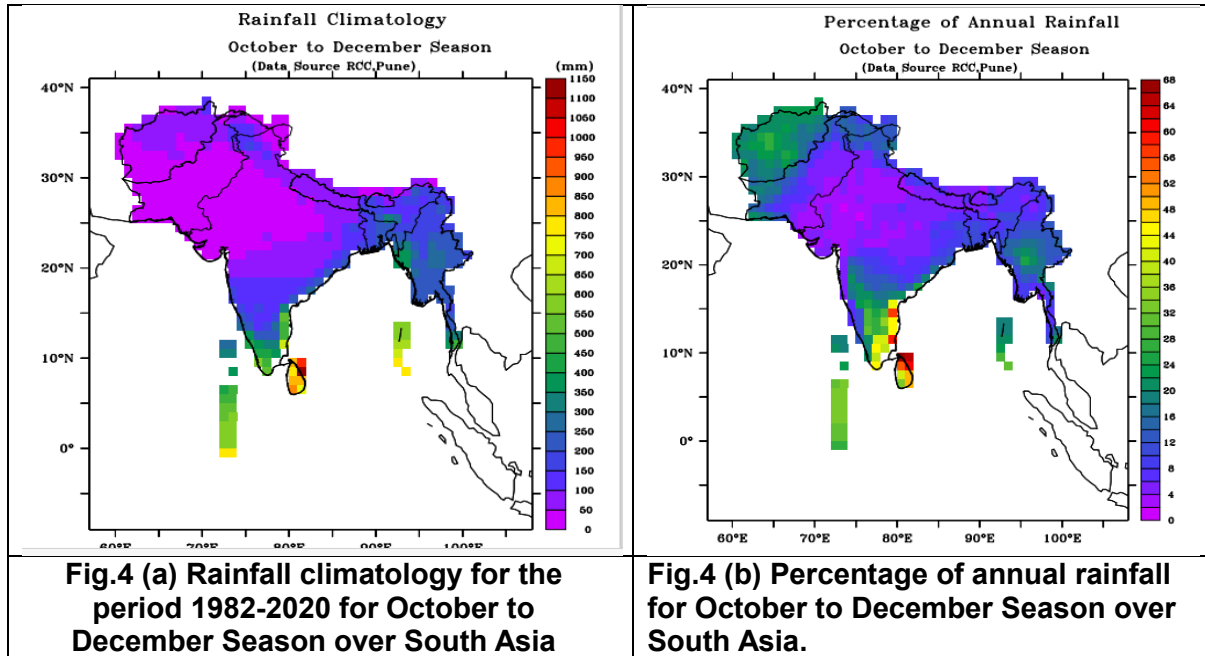 Rainfall Climatology
October to December Season
(Data Source RCC,Pune)
(mm)
40°N
30°N
20°N
10°N
0°
60°E 70°E 80°E 90°E 100°E
1150
1050
1000
950
900
850
800
750
700
650
600
550
500
450
400
350
300
250
200
150
100
50
0
Fig.4 (a) Rainfall climatology for the
period 1982-2020 for October to
December Season over South Asia
Percentage of Annual Rainfall
October to December Season
(Data Source RCC,Pune)
40°N
30°N
20°N
10°N
0°
60°E 70°E 80°E 90°E 100°E
68
64
60
56
54
52
50
48
46
44
40
36
32
28
24
20
16
12
8
4
0
Fig.4 (b) Percentage of annual rainfall
for October to December Season over
South Asia.